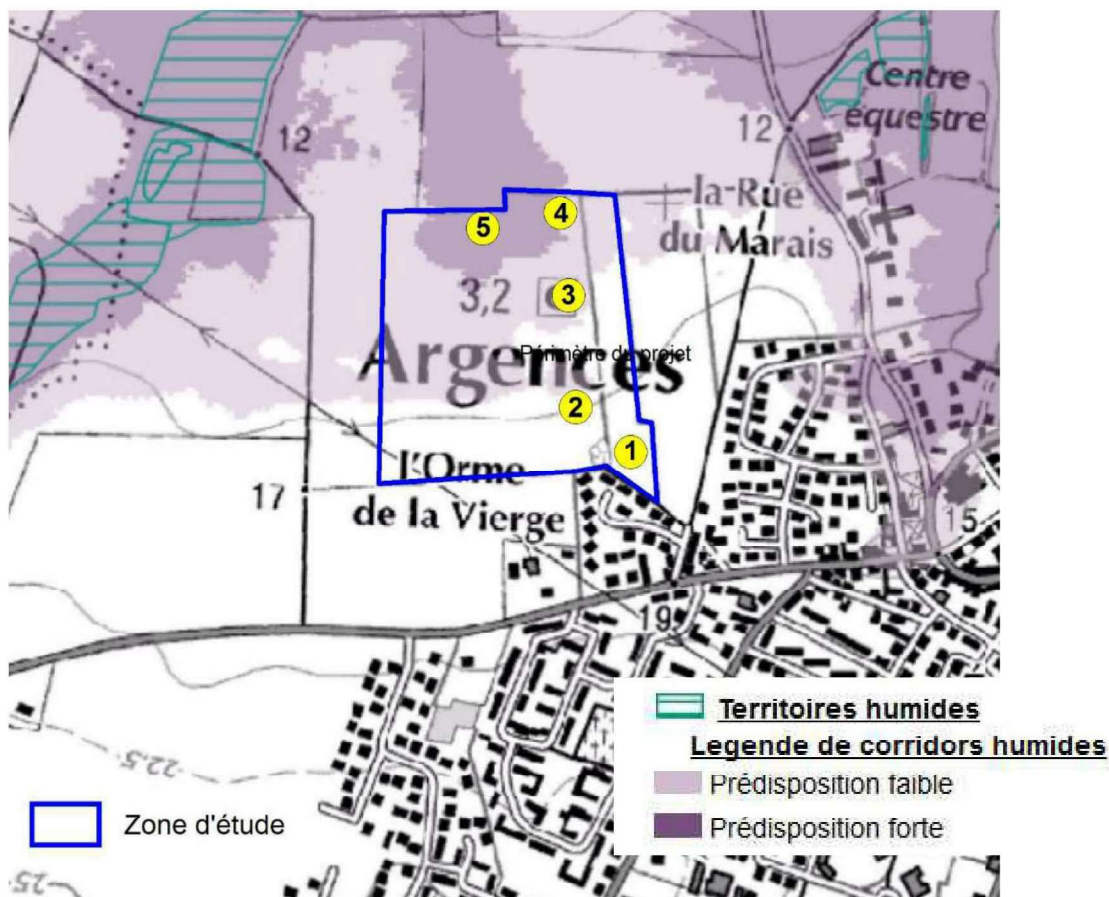 Centre
équestre
12
12
la-Rue
du Marais
4
5
3
3,2
Périmètre du projet
Argences
2
1
l'Orme
de la Vierge
17
15
19
22.5
25
Zone d'étude
Territoires humides
Legende de corridors humides
Prédisposition faible
Prédisposition forte